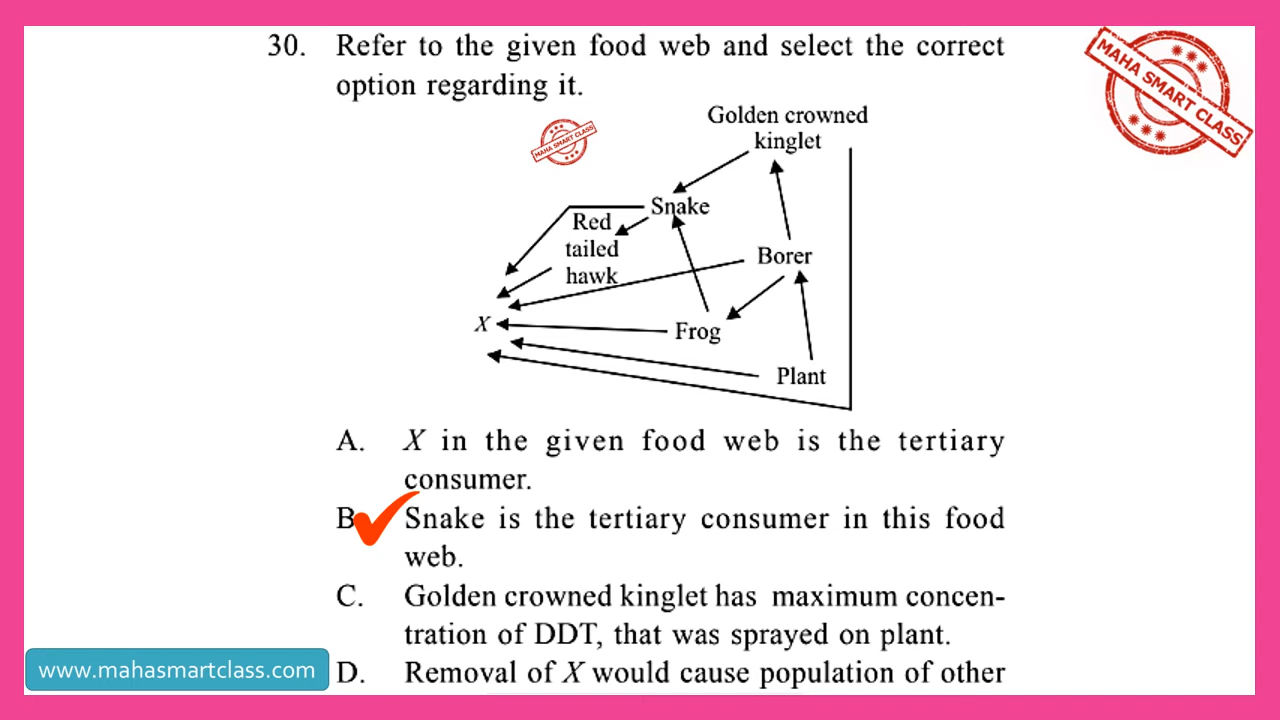 30. Refer to the given food web and select the correct
option regarding it.
MAHA SMART CLASS
MAHA SMART CLASS
Golden crowned
kinglet
Snake
Red
tailed
hawk
Borer
X
Frog
Plant
A. X in the given food web is the tertiary
consumer.
B Snake is the tertiary consumer in this food
web.
C. Golden crowned kinglet has maximum concen-
tration of DDT, that was sprayed on plant.
www.mahasmartclass.com
D. Removal of X would cause population of other